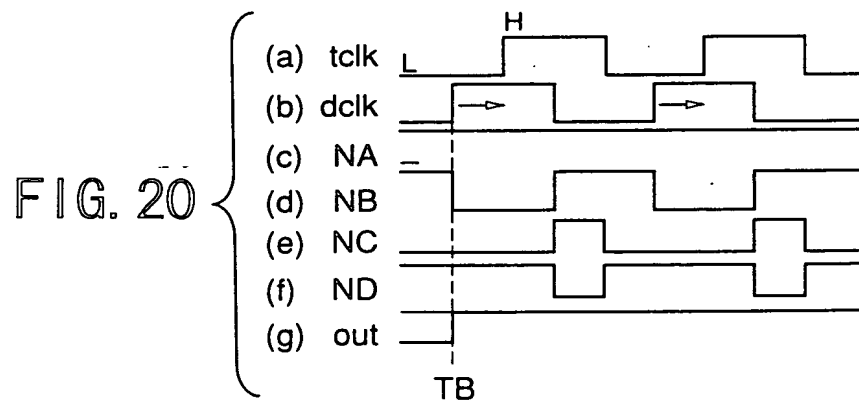 FIG. 20
H
(a) tclk L
(b) dclk
(c) NA
(d) NB
(e) NC
(f) ND
(g) out
TB